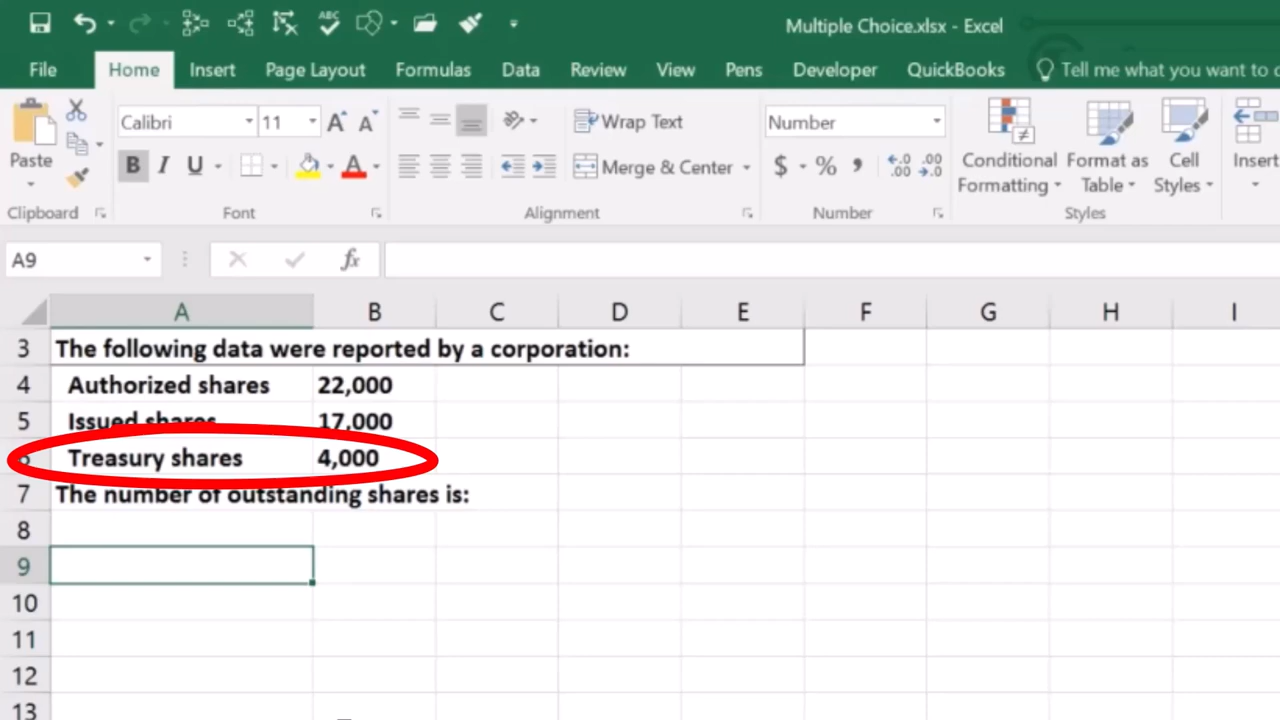 Multiple Choice.xlsx - Excel
File Home Insert Page Layout Formulas Data Review View Pens Developer QuickBooks Tell me what you want to
Paste
Calibri 11 A A
B I U A
Wrap Text
Merge & Center
Number
$ % ,
Conditional Formatting
Format as Table
Cell Styles
Insert
Clipboard Font Alignment Number Styles
A9 fx
A B C D E F G H I
3 The following data were reported by a corporation:
4 Authorized shares 22,000
5 Issued shares 17,000
Treasury shares 4,000
7 The number of outstanding shares is:
8
9
10
11
12
13